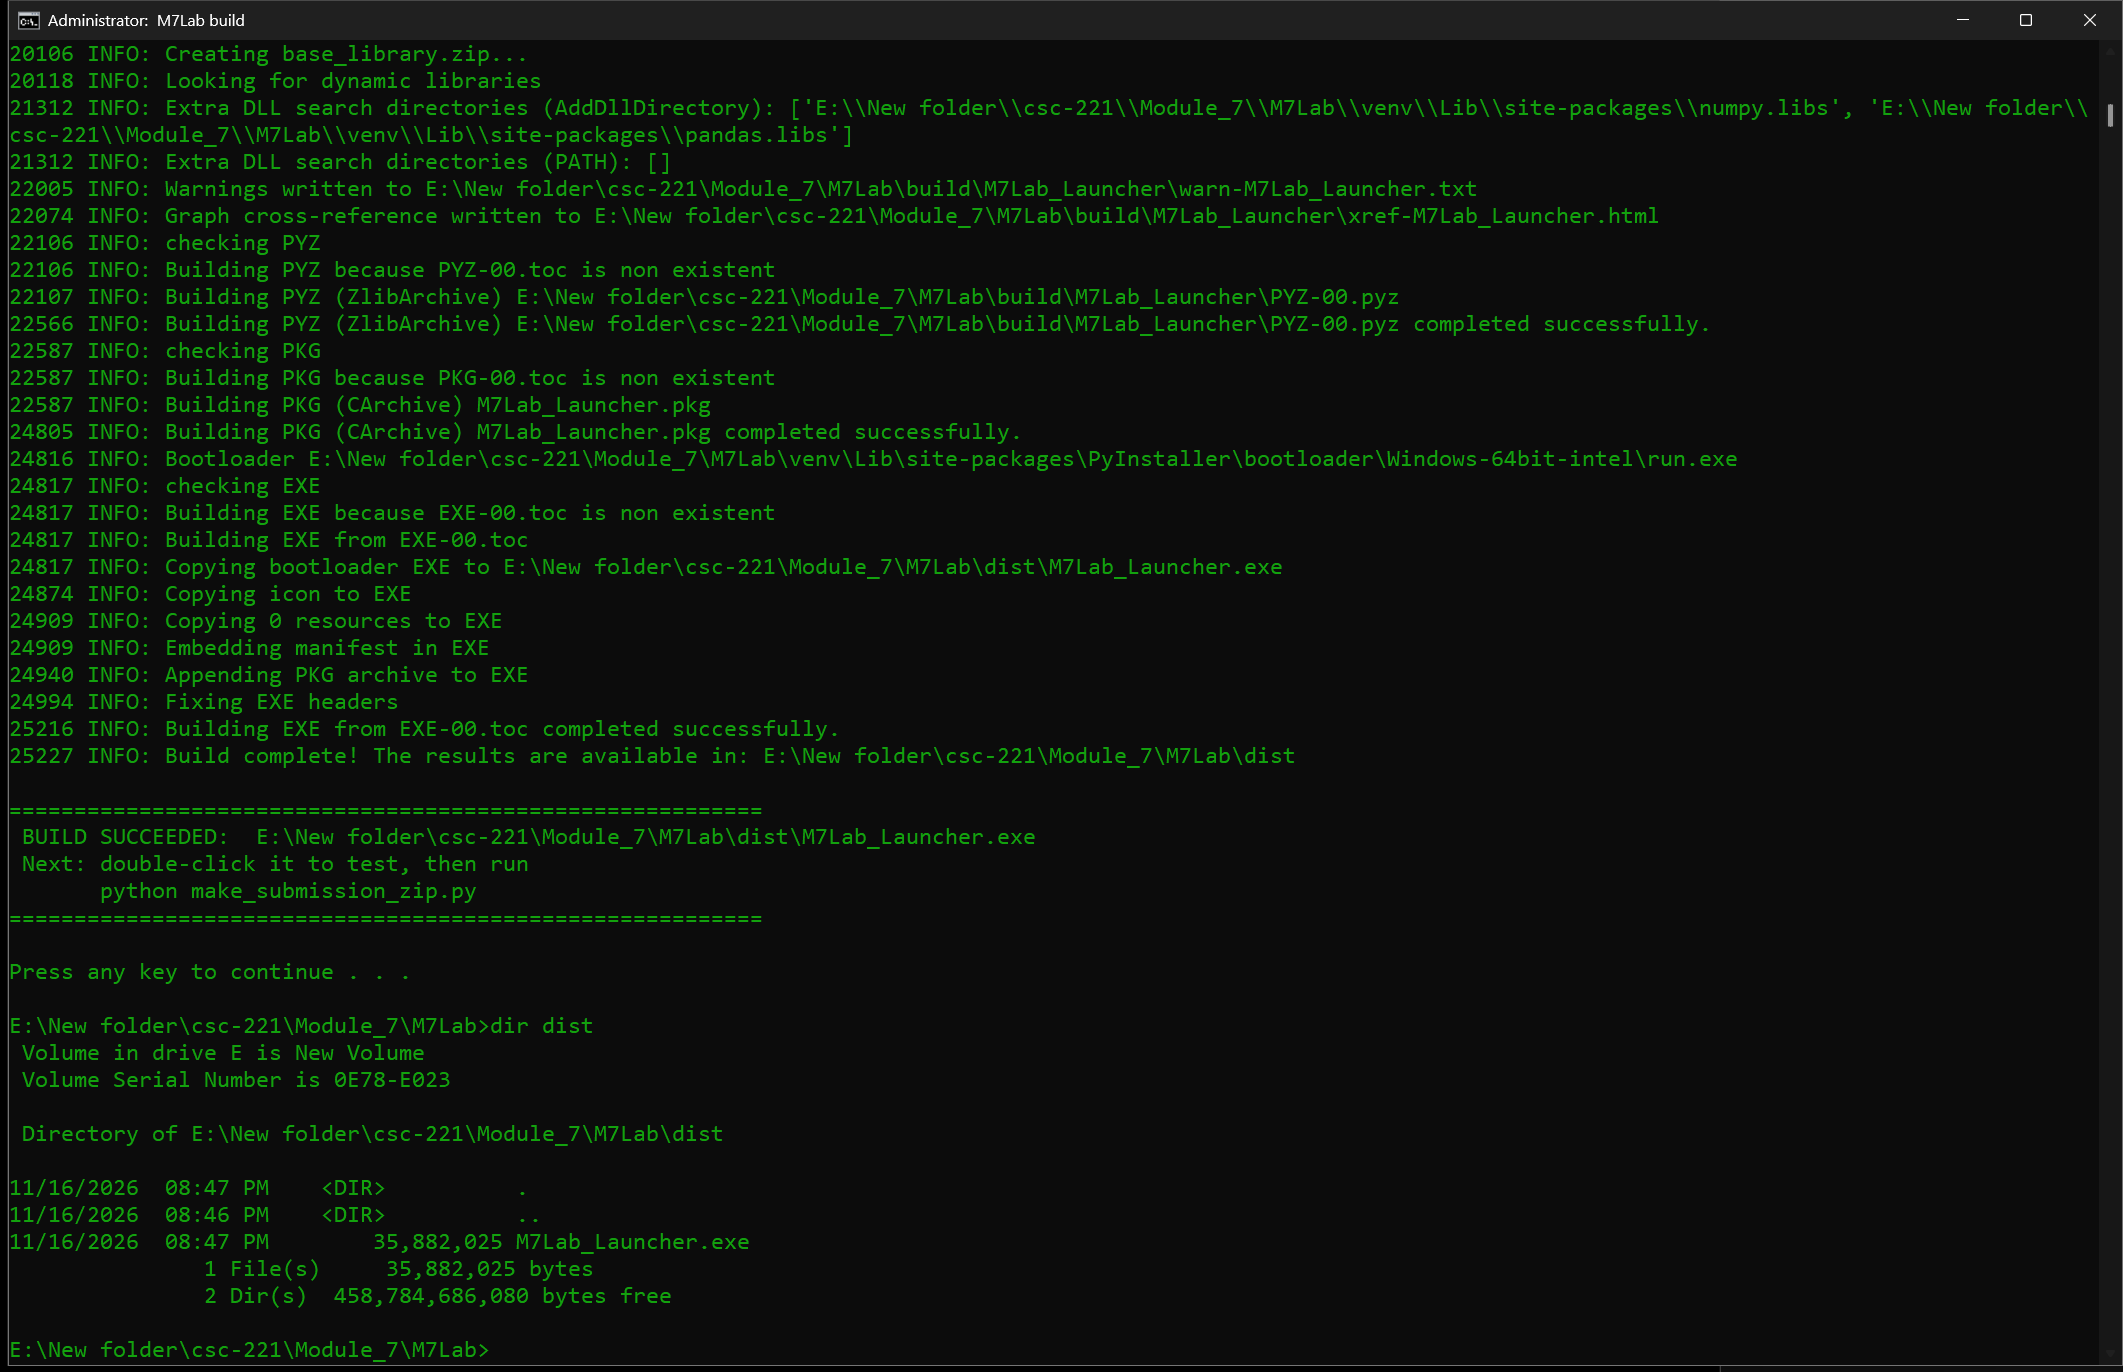 Administrator:  M7Lab build
20106 INFO: Creating base_library.zip...
20118 INFO: Looking for dynamic libraries
21312 INFO: Extra DLL search directories (AddDllDirectory): ['E:\\New folder\\csc-221\\Module_7\\M7Lab\\venv\\Lib\\site-packages\\numpy.libs', 'E:\\New folder\\
csc-221\\Module_7\\M7Lab\\venv\\Lib\\site-packages\\pandas.libs']
21312 INFO: Extra DLL search directories (PATH): []
22005 INFO: Warnings written to E:\New folder\csc-221\Module_7\M7Lab\build\M7Lab_Launcher\warn-M7Lab_Launcher.txt
22074 INFO: Graph cross-reference written to E:\New folder\csc-221\Module_7\M7Lab\build\M7Lab_Launcher\xref-M7Lab_Launcher.html
22106 INFO: checking PYZ
22106 INFO: Building PYZ because PYZ-00.toc is non existent
22107 INFO: Building PYZ (ZlibArchive) E:\New folder\csc-221\Module_7\M7Lab\build\M7Lab_Launcher\PYZ-00.pyz
22566 INFO: Building PYZ (ZlibArchive) E:\New folder\csc-221\Module_7\M7Lab\build\M7Lab_Launcher\PYZ-00.pyz completed successfully.
22587 INFO: checking PKG
22587 INFO: Building PKG because PKG-00.toc is non existent
22587 INFO: Building PKG (CArchive) M7Lab_Launcher.pkg
24805 INFO: Building PKG (CArchive) M7Lab_Launcher.pkg completed successfully.
24816 INFO: Bootloader E:\New folder\csc-221\Module_7\M7Lab\venv\Lib\site-packages\PyInstaller\bootloader\Windows-64bit-intel\run.exe
24817 INFO: checking EXE
24817 INFO: Building EXE because EXE-00.toc is non existent
24817 INFO: Building EXE from EXE-00.toc
24817 INFO: Copying bootloader EXE to E:\New folder\csc-221\Module_7\M7Lab\dist\M7Lab_Launcher.exe
24874 INFO: Copying icon to EXE
24909 INFO: Copying 0 resources to EXE
24909 INFO: Embedding manifest in EXE
24940 INFO: Appending PKG archive to EXE
24994 INFO: Fixing EXE headers
25216 INFO: Building EXE from EXE-00.toc completed successfully.
25227 INFO: Build complete! The results are available in: E:\New folder\csc-221\Module_7\M7Lab\dist
==========================================================
 BUILD SUCCEEDED:  E:\New folder\csc-221\Module_7\M7Lab\dist\M7Lab_Launcher.exe
 Next: double-click it to test, then run
       python make_submission_zip.py
==========================================================
Press any key to continue . . .
E:\New folder\csc-221\Module_7\M7Lab>dir dist
 Volume in drive E is New Volume
 Volume Serial Number is 0E78-E023
 Directory of E:\New folder\csc-221\Module_7\M7Lab\dist
11/16/2026  08:47 PM    <DIR>          .
11/16/2026  08:46 PM    <DIR>          ..
11/16/2026  08:47 PM        35,882,025 M7Lab_Launcher.exe
               1 File(s)     35,882,025 bytes
               2 Dir(s)  458,784,686,080 bytes free
E:\New folder\csc-221\Module_7\M7Lab>